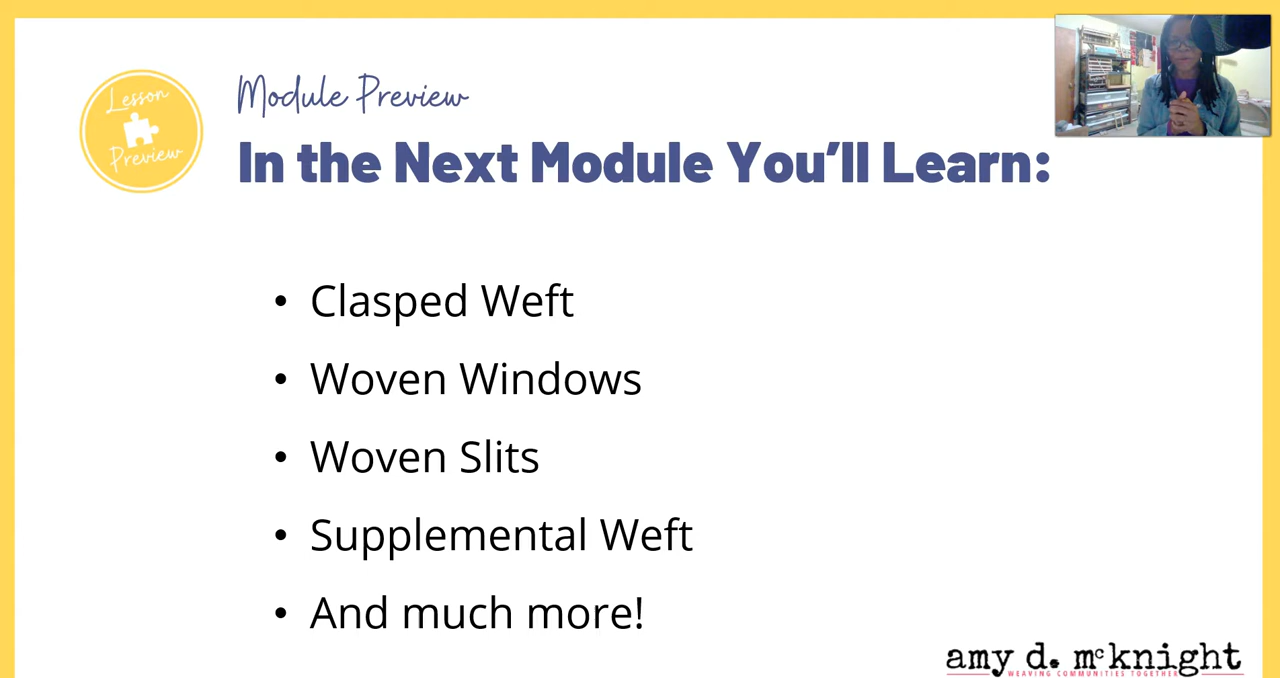 Lesson
Preview
Module Preview
In the Next Module You’ll Learn:
• Clasped Weft
• Woven Windows
• Woven Slits
• Supplemental Weft
• And much more!
amy d. mcknight
WEAVING COMMUNITIES TOGETHER